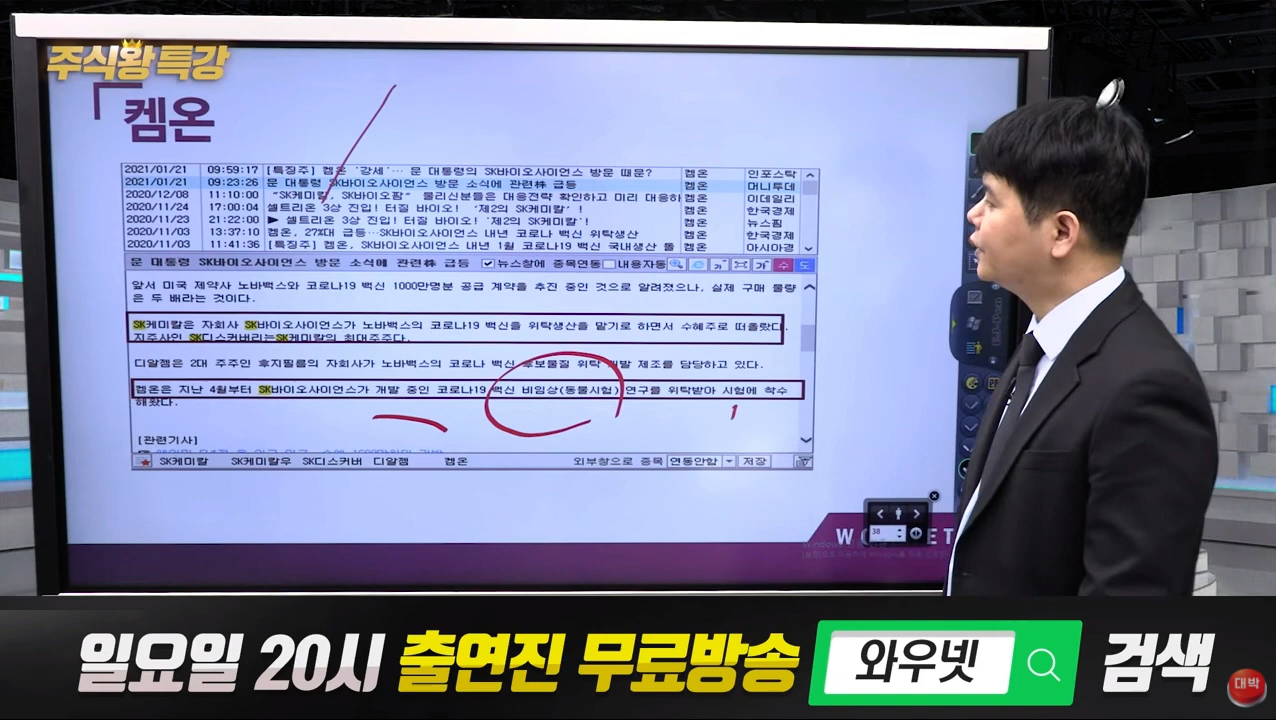 주식왕 특강
켐온
2021/01/21 09:59:17 [특징주] 켐온 '강세'… 문 대통령의 SK바이오사이언스 방문 때문? 켐온 인포스탁
2021/01/21 09:23:26 문 대통령 SK바이오사이언스 방문 소식에 관련株 급등 켐온 머니투데
2020/12/08 11:10:00 "SK케미칼, SK바이오팜" 물리신분들은 대응전략 확인하고 미리 대응하 켐온 이데일리
2020/11/24 17:00:04 셀트리온 3상 진입! 터질 바이오! '제2의 SK케미칼' ! 켐온 한국경제
2020/11/23 21:22:00 ▶ 셀트리온 3상 진입! 터질 바이오! '제2의 SK케미칼'! 켐온 뉴스핌
2020/11/03 13:37:10 켐온, 27%대 급등…SK바이오사이언스 내년 코로나 백신 위탁생산 켐온 한국경제
2020/11/03 11:41:36 [특징주] 켐온, SK바이오사이언스 내년 1월 코로나19 백신 국내생산 돌 켐온 아시아경
문 대통령 SK바이오사이언스 방문 소식에 관련株 급등 뉴스창에 종목연동 내용자동 가 가 수 도
앞서 미국 제약사 노바백스와 코로나19 백신 1000만명분 공급 계약을 추진 중인 것으로 알려졌으나, 실제 구매 물량
은 두 배라는 것이다.
SK케미칼은 자회사 SK바이오사이언스가 노바백스의 코로나19 백신을 위탁생산을 맡기로 하면서 수혜주로 떠올랐다.
지주사인 SK디스커버리는SK케미칼의 최대주주다.
디알젬은 2대 주주인 후지필름의 자회사가 노바백스의 코로나 백신 후보물질 위탁 개발 제조를 담당하고 있다.
켐온은 지난 4월부터 SK바이오사이언스가 개발 중인 코로나19 백신 비임상(동물시험) 연구를 위탁받아 시험에 착수
해왔다.
[관련기사]
SK케미칼 SK케미칼우 SK디스커버 디알젬 켐온 외부창으로 종목 연동안함 저장
38
일요일 20시 출연진 무료방송 와우넷 검색
대박